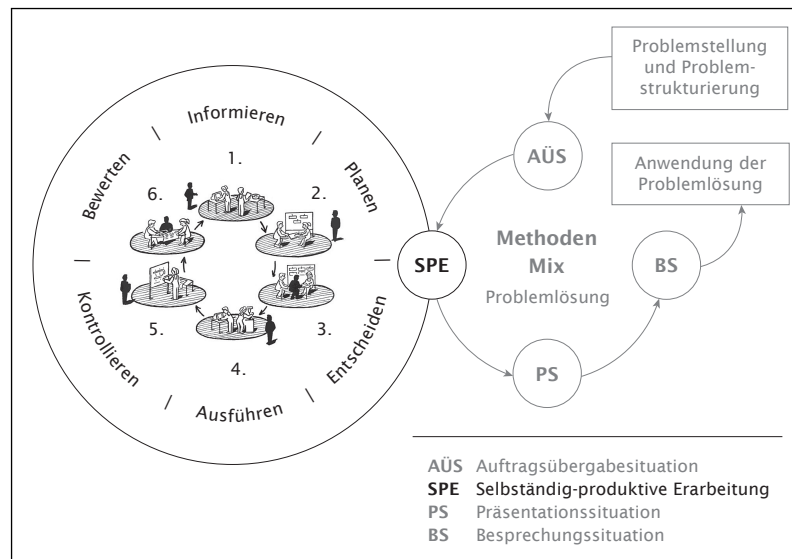 Problemstellung
und Problem-
strukturierung
AÜS
Anwendung der
Problemlösung
Informieren
1.
Planen
2.
Entscheiden
3.
Ausführen
4.
Kontrollieren
5.
Bewerten
6.
SPE
Methoden
Mix
Problemlösung
BS
PS
AÜS Auftragsübergabesituation
SPE Selbständig-produktive Erarbeitung
PS Präsentationssituation
BS Besprechungssituation